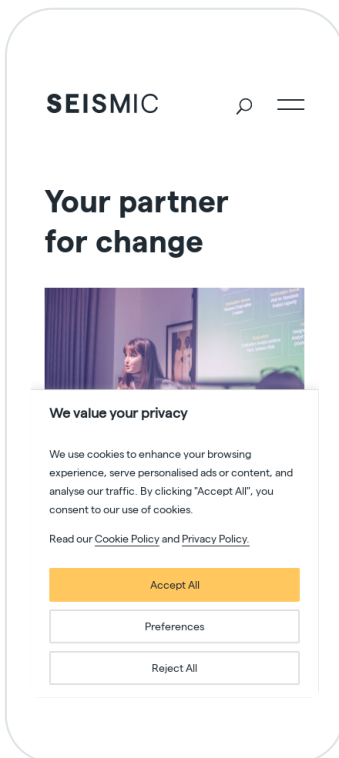 SEISMIC
Your partner
for change
We value your privacy
We use cookies to enhance your browsing
experience, serve personalised ads or content, and
analyse our traffic. By clicking "Accept All", you
consent to our use of cookies.
Read our Cookie Policy and Privacy Policy.
Accept All
Preferences
Reject All